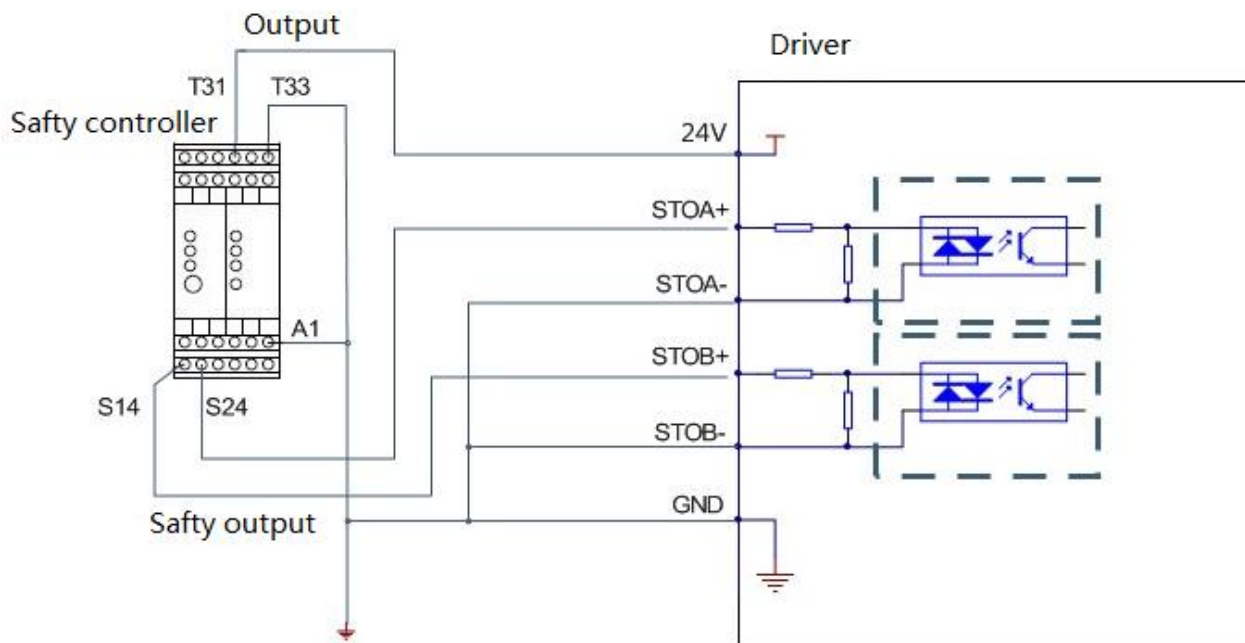 Output
Driver
T31
T33
Safty controller
24V
STOA+
STOA-
A1
STOB+
S14
S24
STOB-
GND
Safty output